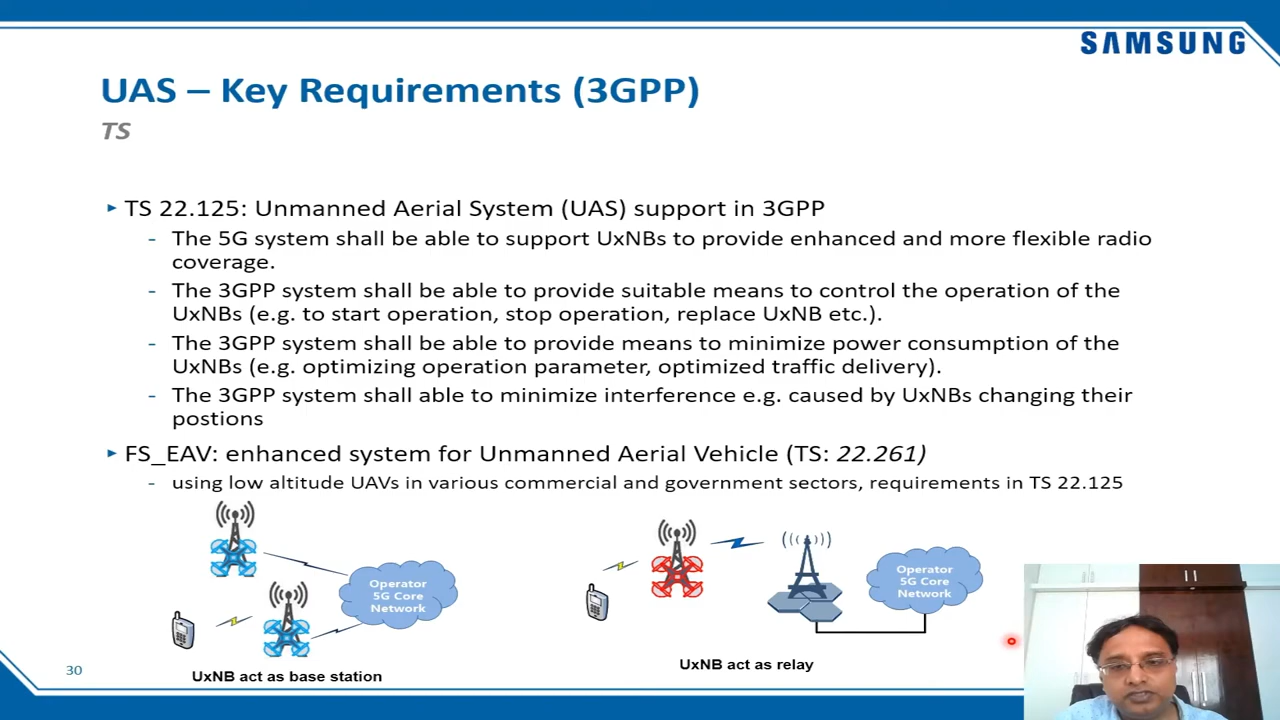 SAMSUNG
UAS – Key Requirements (3GPP)
TS
TS 22.125: Unmanned Aerial System (UAS) support in 3GPP
- The 5G system shall be able to support UxNBs to provide enhanced and more flexible radio
coverage.
- The 3GPP system shall be able to provide suitable means to control the operation of the
UxNBs (e.g. to start operation, stop operation, replace UxNB etc.).
- The 3GPP system shall be able to provide means to minimize power consumption of the
UxNBs (e.g. optimizing operation parameter, optimized traffic delivery).
- The 3GPP system shall able to minimize interference e.g. caused by UxNBs changing their
postions
FS_EAV: enhanced system for Unmanned Aerial Vehicle (TS: 22.261)
- using low altitude UAVs in various commercial and government sectors, requirements in TS 22.125
Operator
5G Core
Network
UxNB act as base station
Operator
5G Core
Network
UxNB act as relay
30